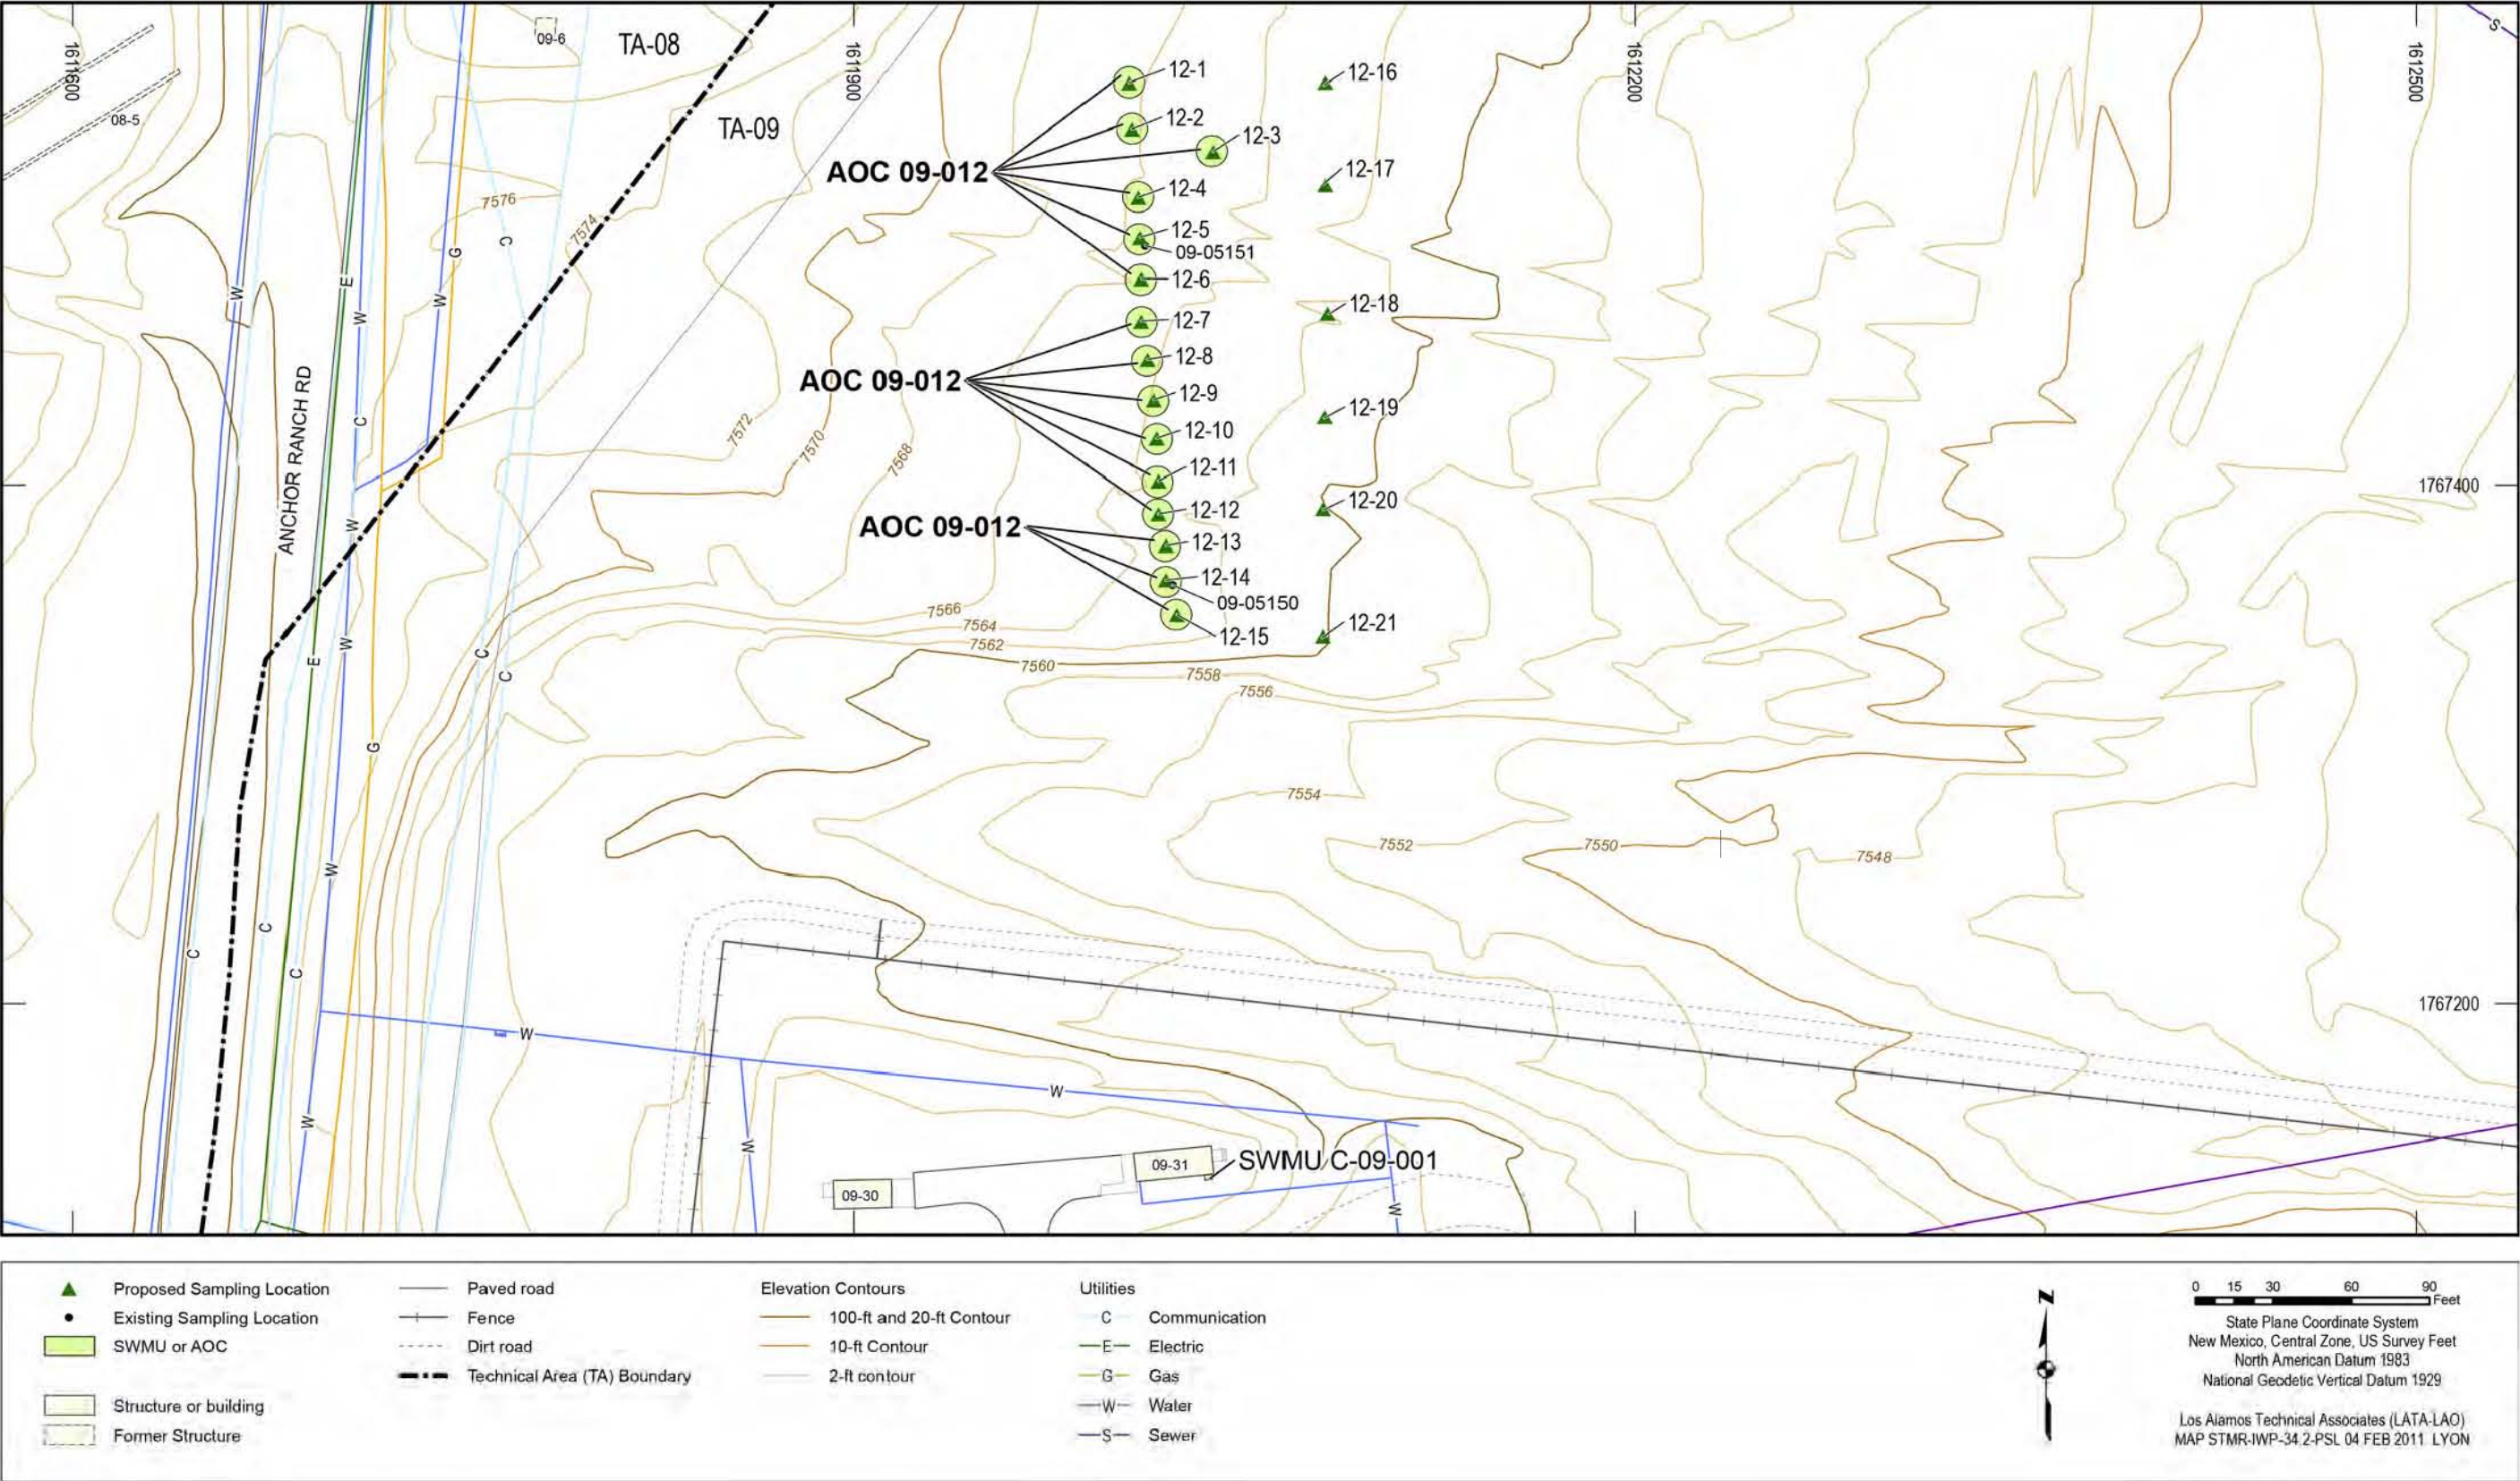 1611600
1611900
1612200
1612500
S
09-6
TA-08
08-5
TA-09
12-1
12-2
12-3
12-4
12-5
09-05151
12-6
AOC 09-012
12-16
12-17
12-18
12-19
12-20
12-21
12-7
12-8
12-9
12-10
12-11
12-12
AOC 09-012
12-13
12-14
09-05150
12-15
AOC 09-012
7576
7574
7572
7570
7568
7566
7564
7562
7560
7558
7556
7554
7552
7550
7548
1767400
1767200
ANCHOR RANCH RD
W
E
W
W
G
C
C
W
W
E
C
C
G
W
C
C
C
W
W
W
W
W
09-30
09-31
SWMU C-09-001
Proposed Sampling Location
Existing Sampling Location
SWMU or AOC
Structure or building
Former Structure
Paved road
Fence
Dirt road
Technical Area (TA) Boundary
Elevation Contours
100-ft and 20-ft Contour
10-ft Contour
2-ft contour
Utilities
C Communication
E Electric
G Gas
W Water
S Sewer
N
0 15 30 60 90
Feet
State Plane Coordinate System
New Mexico, Central Zone, US Survey Feet
North American Datum 1983
National Geodetic Vertical Datum 1929
Los Alamos Technical Associates (LATA-LAO)
MAP STMR-IWP-34.2-PSL 04 FEB 2011 LYON